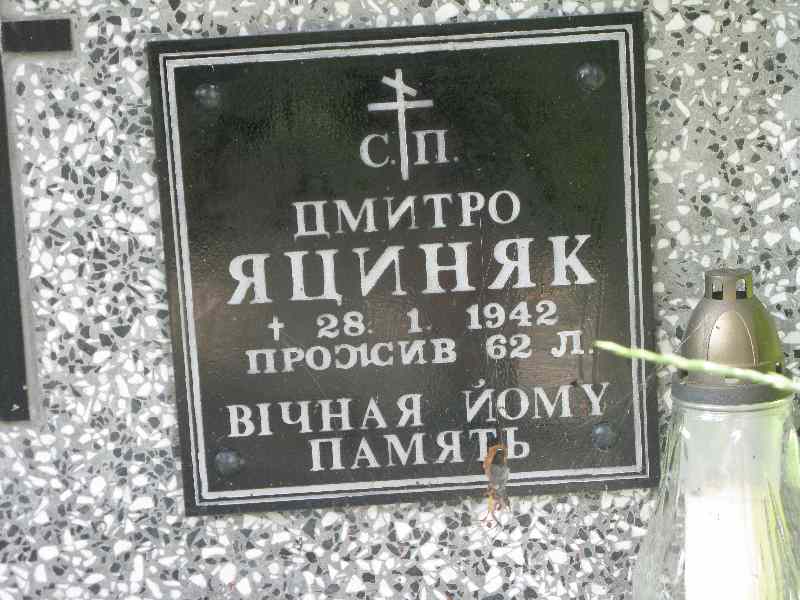 С. П.
ДМИТРО
ЯЦИНЯК
† 28. 1. 1942
ПРОЖИВ 62 Л.
ВІЧНАЯ ЙОМУ
ПАМЯТЬ